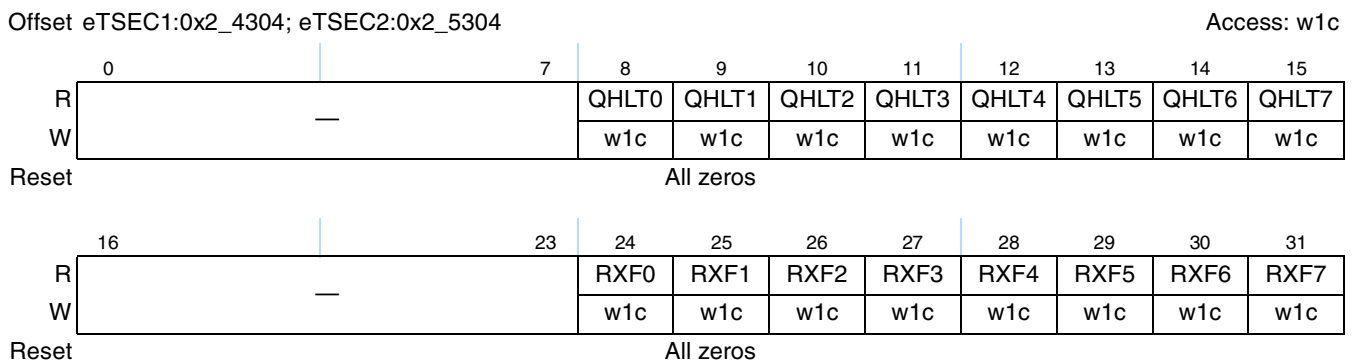 Offset eTSEC1:0x2_4304; eTSEC2:0x2_5304 Access: w1c
0 7 8 9 10 11 12 13 14 15
R — QHLT0 QHLT1 QHLT2 QHLT3 QHLT4 QHLT5 QHLT6 QHLT7
W w1c w1c w1c w1c w1c w1c w1c w1c
Reset All zeros
16 23 24 25 26 27 28 29 30 31
R — RXF0 RXF1 RXF2 RXF3 RXF4 RXF5 RXF6 RXF7
W w1c w1c w1c w1c w1c w1c w1c w1c
Reset All zeros